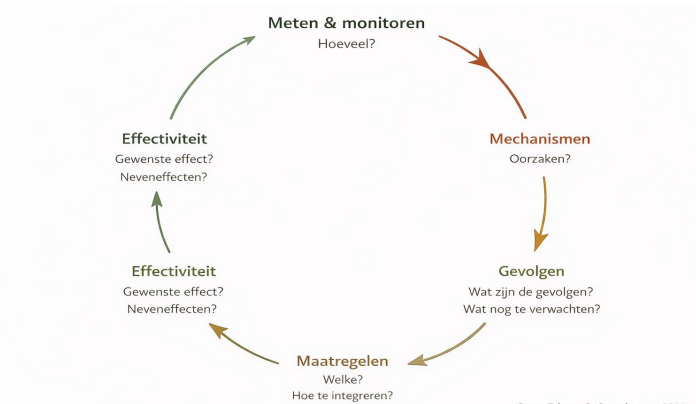 Meten & monitoren
Hoeveel?
Mechanismen
Oorzaken?
Gevolgen
Wat zijn de gevolgen?
Wat nog te verwachten?
Maatregelen
Welke?
Hoe te integreren?
Effectiviteit
Gewenste effect?
Neveneffecten?
Effectiviteit
Gewenste effect?
Neveneffecten?